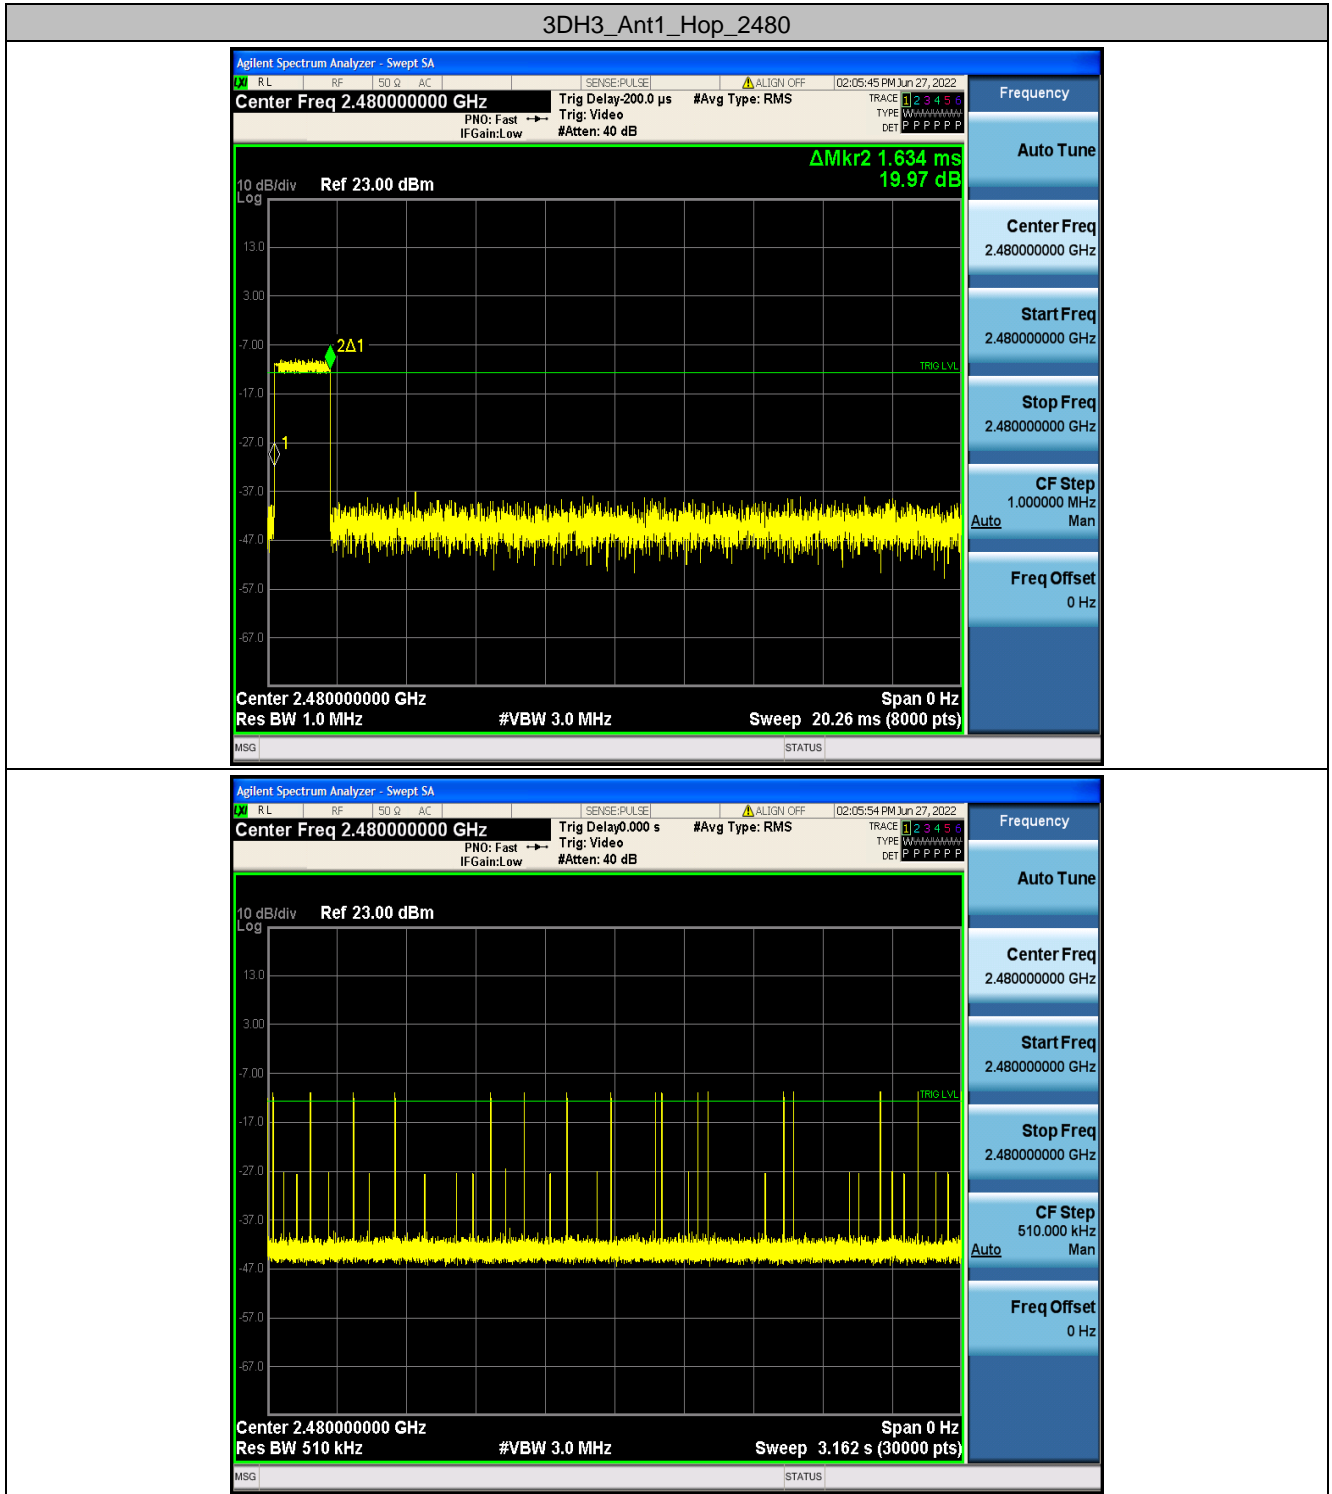 3DH3_Ant1_Hop_2480
Agilent Spectrum Analyzer - Swept SA
LXI RL RF 50 Ω AC SENSE:PULSE ALIGN OFF 02:05:45 PM Jun 27, 2022
Center Freq 2.480000000 GHz
PNO: Fast
IFGain:Low
Trig Delay-200.0 µs
Trig: Video
#Atten: 40 dB
#Avg Type: RMS
TRACE 1 2 3 4 5 6
TYPE WWWWWW
DET P P P P P P
ΔMkr2 1.634 ms
19.97 dB
10 dB/div Ref 23.00 dBm
Log
13.0
3.00
-7.00
2Δ1
TRIG LVL
-17.0
-27.0
1
-37.0
-47.0
-57.0
-67.0
Center 2.480000000 GHz Span 0 Hz
Res BW 1.0 MHz #VBW 3.0 MHz Sweep 20.26 ms (8000 pts)
MSG STATUS
Frequency
Auto Tune
Center Freq
2.480000000 GHz
Start Freq
2.480000000 GHz
Stop Freq
2.480000000 GHz
CF Step
1.000000 MHz
Auto Man
Freq Offset
0 Hz
Agilent Spectrum Analyzer - Swept SA
LXI RL RF 50 Ω AC SENSE:PULSE ALIGN OFF 02:05:54 PM Jun 27, 2022
Center Freq 2.480000000 GHz
PNO: Fast
IFGain:Low
Trig Delay0.000 s
Trig: Video
#Atten: 40 dB
#Avg Type: RMS
TRACE 1 2 3 4 5 6
TYPE WWWWWW
DET P P P P P P
10 dB/div Ref 23.00 dBm
Log
13.0
3.00
-7.00
TRIG LVL
-17.0
-27.0
-37.0
-47.0
-57.0
-67.0
Center 2.480000000 GHz Span 0 Hz
Res BW 510 kHz #VBW 3.0 MHz Sweep 3.162 s (30000 pts)
MSG STATUS
Frequency
Auto Tune
Center Freq
2.480000000 GHz
Start Freq
2.480000000 GHz
Stop Freq
2.480000000 GHz
CF Step
510.000 kHz
Auto Man
Freq Offset
0 Hz